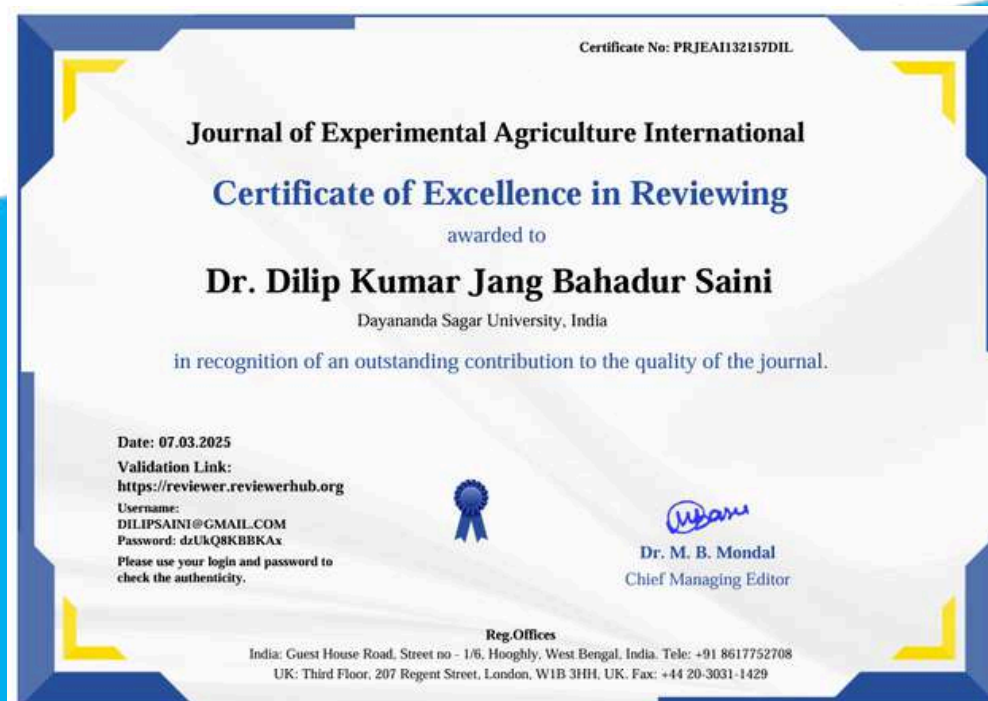 Certificate No: PRJEAI132157DIL
Journal of Experimental Agriculture International
Certificate of Excellence in Reviewing
awarded to
Dr. Dilip Kumar Jang Bahadur Saini
Dayananda Sagar University, India
in recognition of an outstanding contribution to the quality of the journal.
Date: 07.03.2025
Validation Link:
https://reviewer.reviewerhub.org
Username:
DILIPSAINI@GMAIL.COM
Password: dzUkQ8KBBKAx
Please use your login and password to
check the authenticity.
Dr. M. B. Mondal
Chief Managing Editor
Reg.Offices
India: Guest House Road, Street no - 1/6, Hooghly, West Bengal, India. Tele: +91 8617752708
UK: Third Floor, 207 Regent Street, London, W1B 3HH, UK. Fax: +44 20-3031-1429